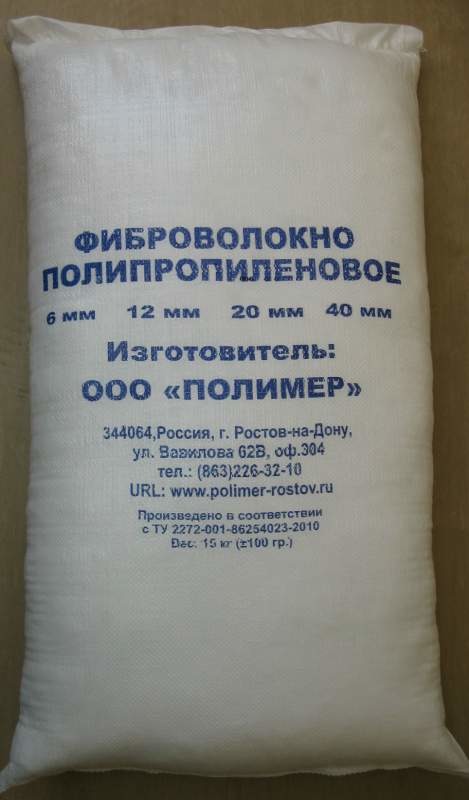 ФИБРОВОЛОКНО
ПОЛИПРОПИЛЕНОВОЕ
6 мм 12 мм 20 мм 40 мм
Изготовитель:
ООО «ПОЛИМЕР»
344064,Россия, г. Ростов-на-Дону,
ул. Вавилова 62В, оф.304
тел.: (863)226-32-10
URL: www.polimer-rostov.ru
Произведено в соответствии
с ТУ 2272-001-86254023-2010
Вес: 15 кг (±100 гр.)